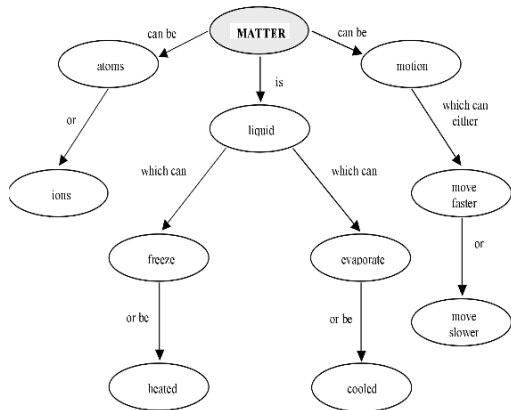 MATTER
can be
can be
atoms
motion
is
or
liquid
which can
either
which can
which can
ions
move
faster
freeze
evaporate
or
or be
or be
move
slower
heated
cooled